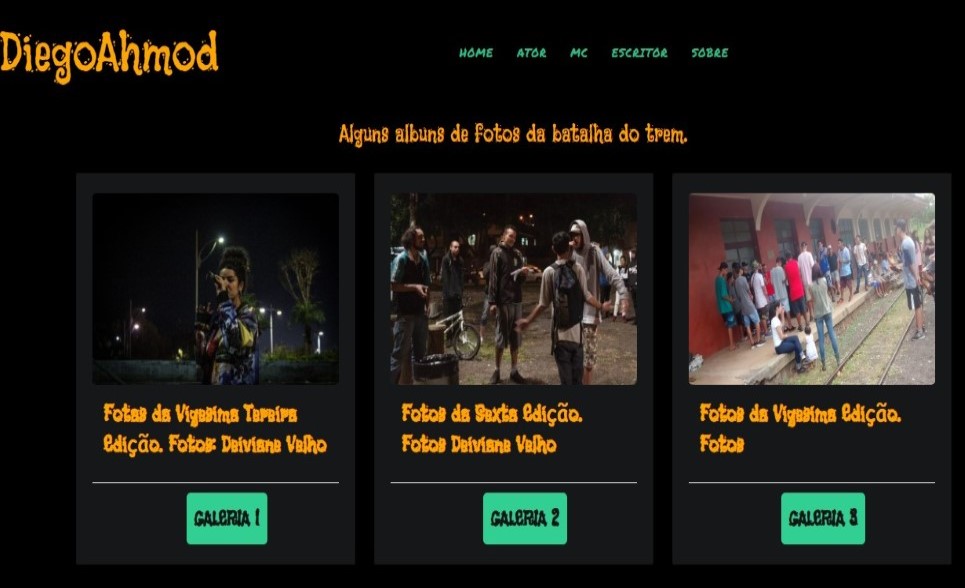 DiegoAhmod
HOME ATOR MC ESCRITOR SOBRE
Alguns albuns de fotos da batalha do trem.
Fotas da Vigesima Tereira
Edição. Fotos: Deiviane Velho
GALERIA 1
Fotos da Sexta Edição.
Fotos Deiviane Velho
GALERIA 2
Fotos da Vigesima Edição.
Fotos
GALERIA 3